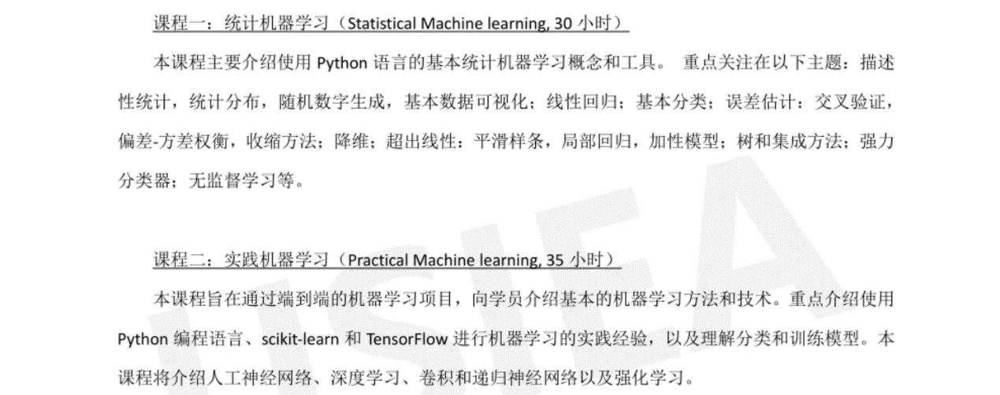 课程一：统计机器学习（Statistical Machine learning, 30 小时）
本课程主要介绍使用 Python 语言的基本统计机器学习概念和工具。 重点关注在以下主题：描述
性统计，统计分布，随机数字生成，基本数据可视化；线性回归；基本分类；误差估计：交叉验证，
偏差-方差权衡，收缩方法；降维；超出线性：平滑样条，局部回归，加性模型；树和集成方法；强力
分类器；无监督学习等。
课程二：实践机器学习（Practical Machine learning, 35 小时）
本课程旨在通过端到端的机器学习项目，向学员介绍基本的机器学习方法和技术。重点介绍使用
Python 编程语言、scikit-learn 和 TensorFlow 进行机器学习的实践经验，以及理解分类和训练模型。本
课程将介绍人工神经网络、深度学习、卷积和递归神经网络以及强化学习。
USIEA